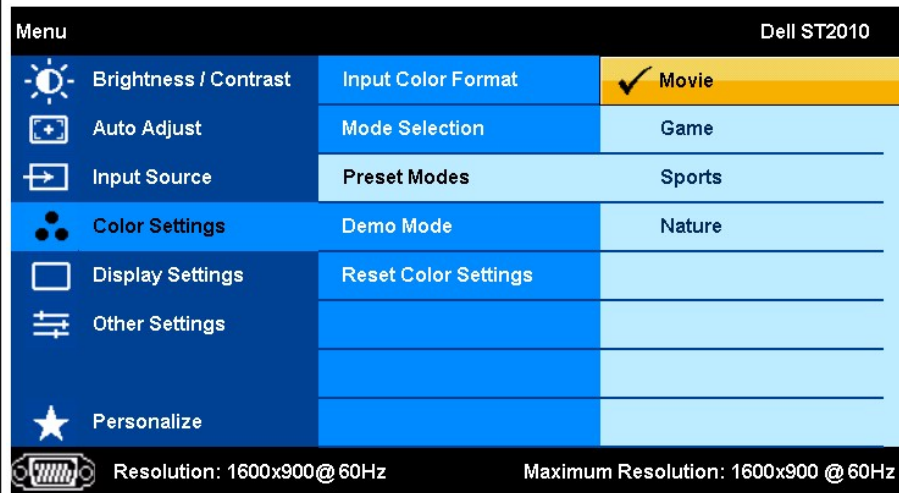 Menu Dell ST2010
Brightness / Contrast Input Color Format Movie
Auto Adjust Mode Selection Game
Input Source Preset Modes Sports
Color Settings Demo Mode Nature
Display Settings Reset Color Settings
Other Settings
Personalize
Resolution: 1600x900@60Hz Maximum Resolution: 1600x900 @60Hz